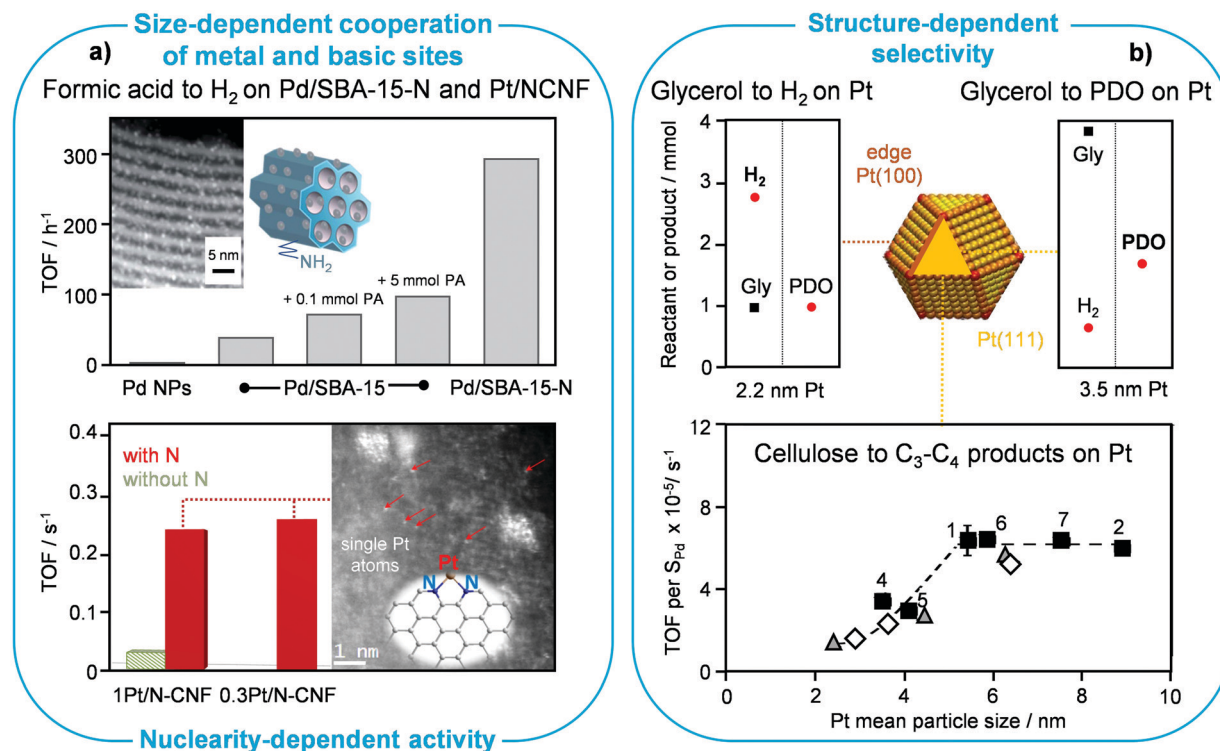 Size-dependent cooperation
of metal and basic sites
a)
Formic acid to H₂ on Pd/SBA-15-N and Pt/NCNF
300
200
100
0
TOF / h⁻¹
5 nm
NH₂
+ 0.1 mmol PA
+ 5 mmol PA
Pd NPs
Pd/SBA-15
Pd/SBA-15-N
0.4
0.3
0.2
0.1
0
TOF / s⁻¹
with N
without N
single Pt
atoms
Pt
N N
1 nm
1Pt/N-CNF 0.3Pt/N-CNF
Nuclearity-dependent activity
Structure-dependent
selectivity
b)
Glycerol to H₂ on Pt
Glycerol to PDO on Pt
4
3
2
1
0
Reactant or product / mmol
H₂
Gly
PDO
2.2 nm Pt
edge
Pt(100)
Pt(111)
Gly
PDO
H₂
3.5 nm Pt
Cellulose to C₃-C₄ products on Pt
12
9
6
3
0
TOF per S_Pd x 10⁻⁵/ s⁻¹
1
6
7
2
4
5
0 2 4 6 8 10
Pt mean particle size / nm